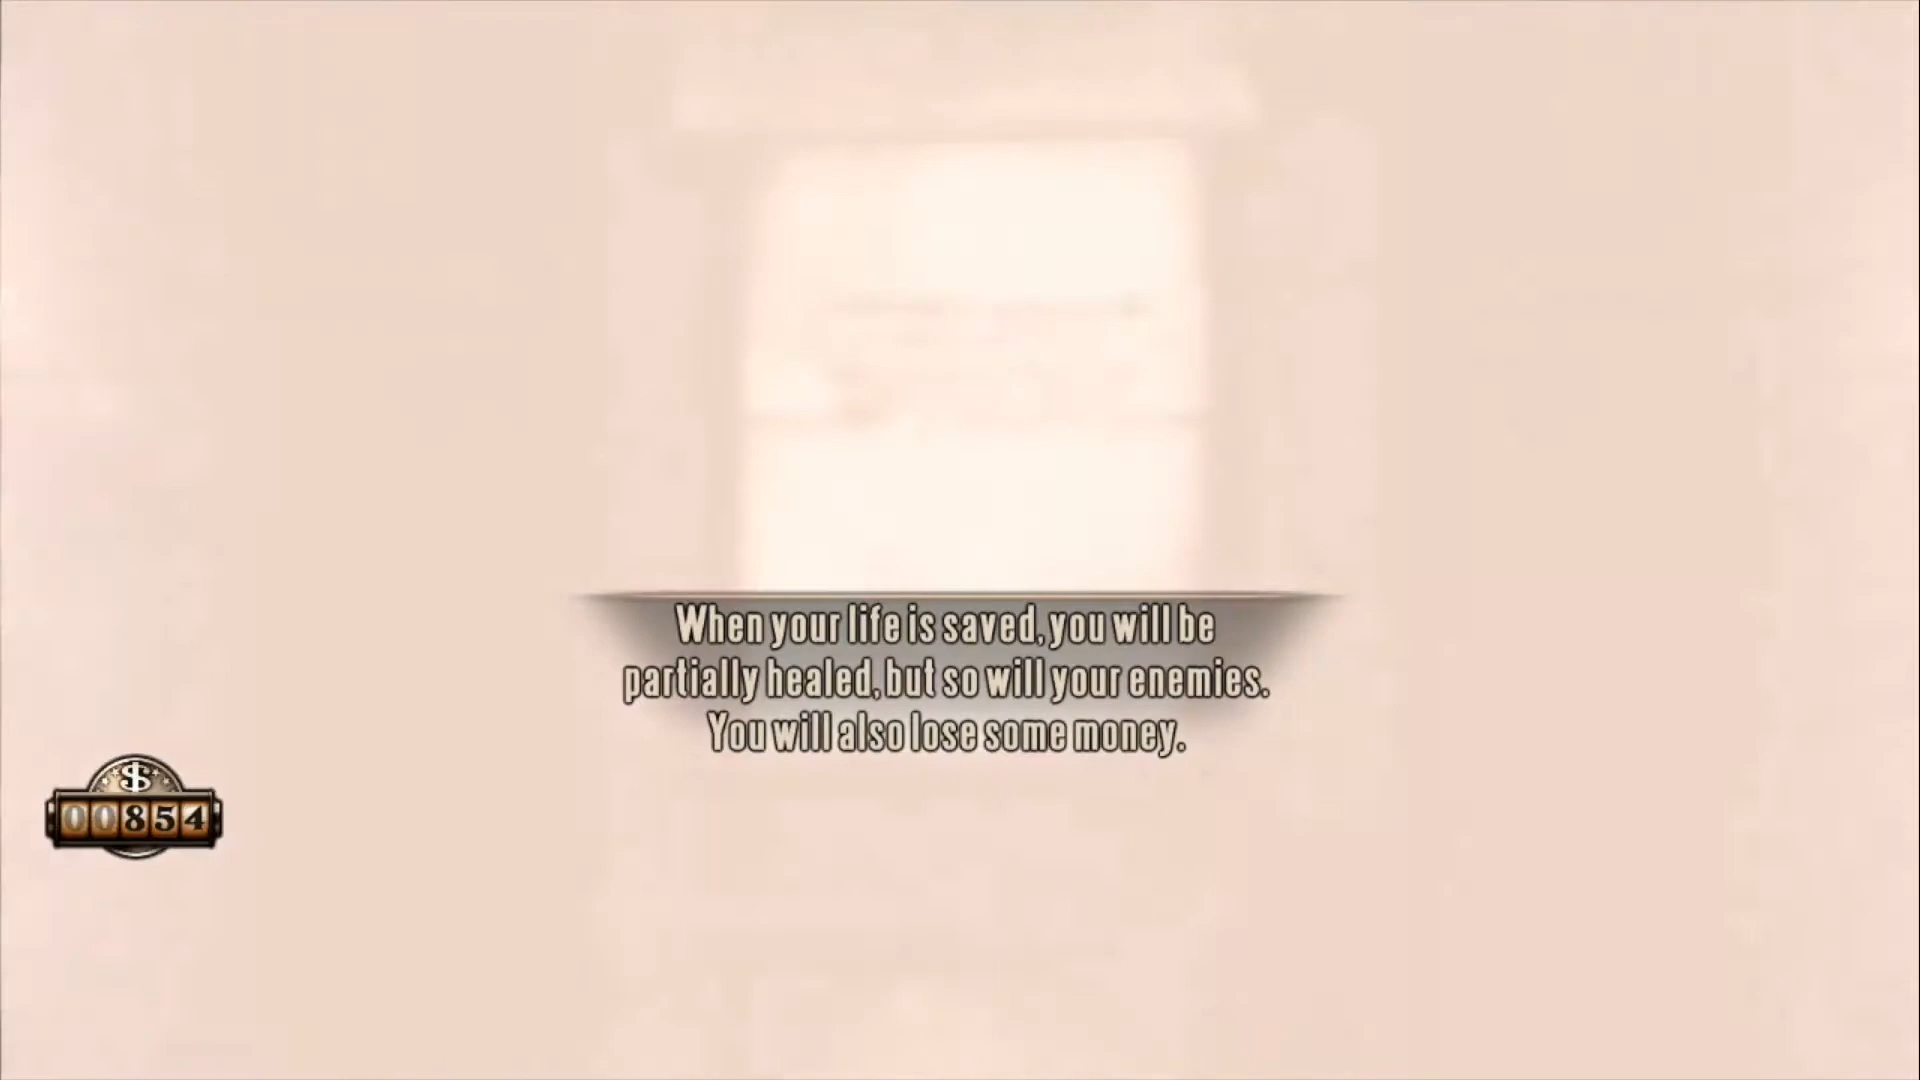 When your life is saved, you will be
partially healed, but so will your enemies.
You will also lose some money.
$
00854